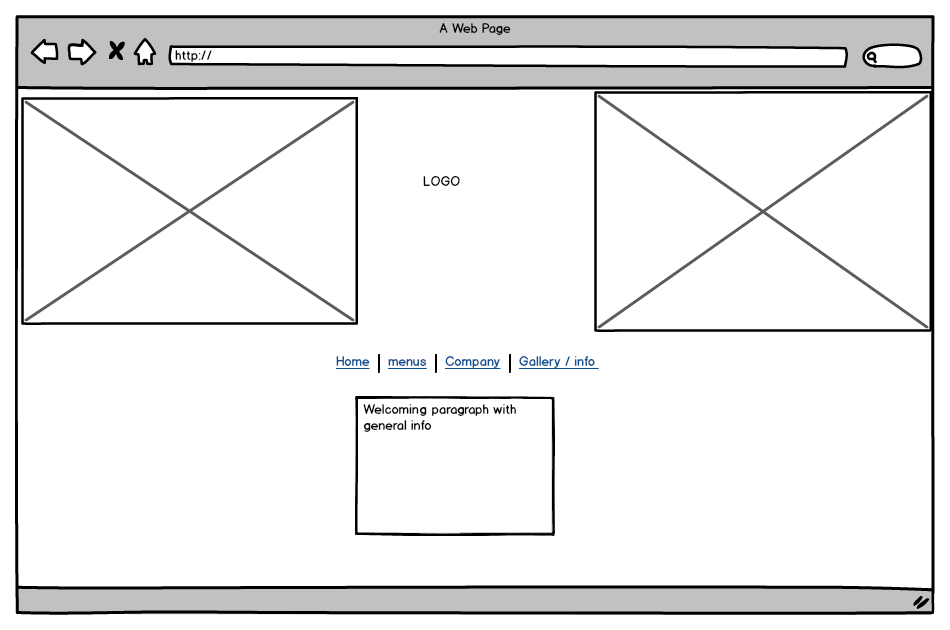 A Web Page
http://
LOGO
Home | menus | Company | Gallery / info
Welcoming paragraph with
general info